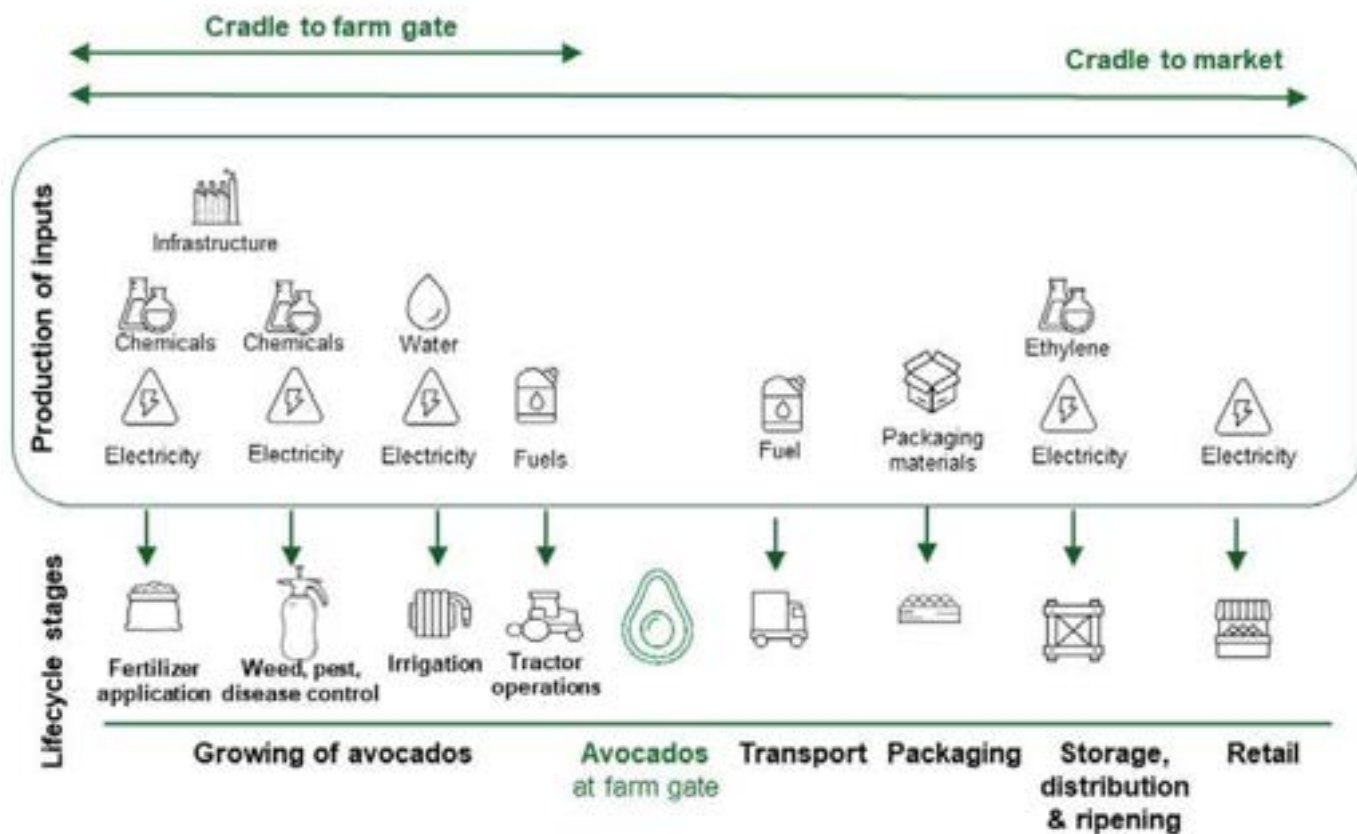 Cradle to farm gate
Cradle to market
Production of inputs
Infrastructure
Chemicals
Chemicals
Water
Ethylene
Electricity
Electricity
Electricity
Fuels
Fuel
Packaging
materials
Electricity
Electricity
Lifecycle stages
Fertilizer
application
Weed, pest,
disease control
Irrigation
Tractor
operations
Growing of avocados
Avocados
at farm gate
Transport
Packaging
Storage,
distribution
& ripening
Retail